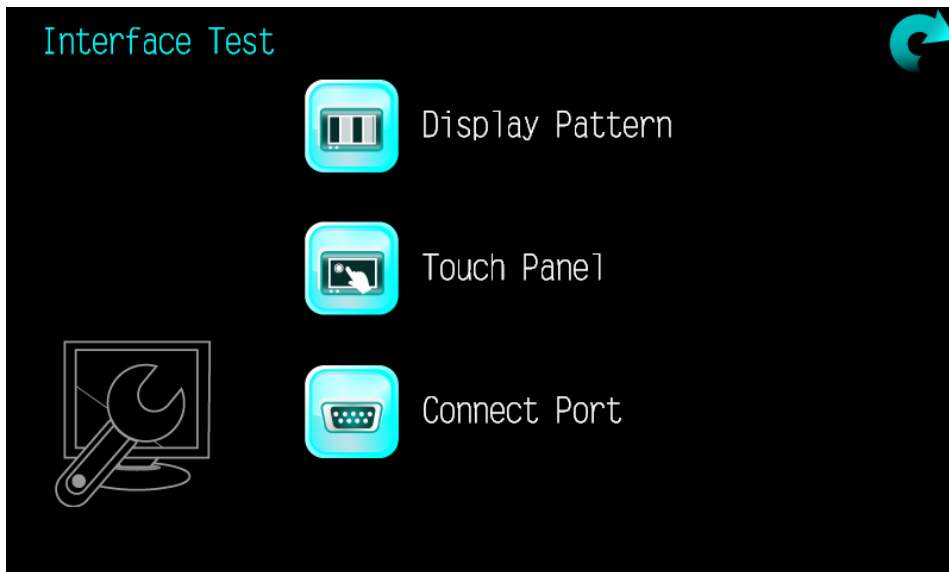 Interface Test
Display Pattern
Touch Panel
Connect Port